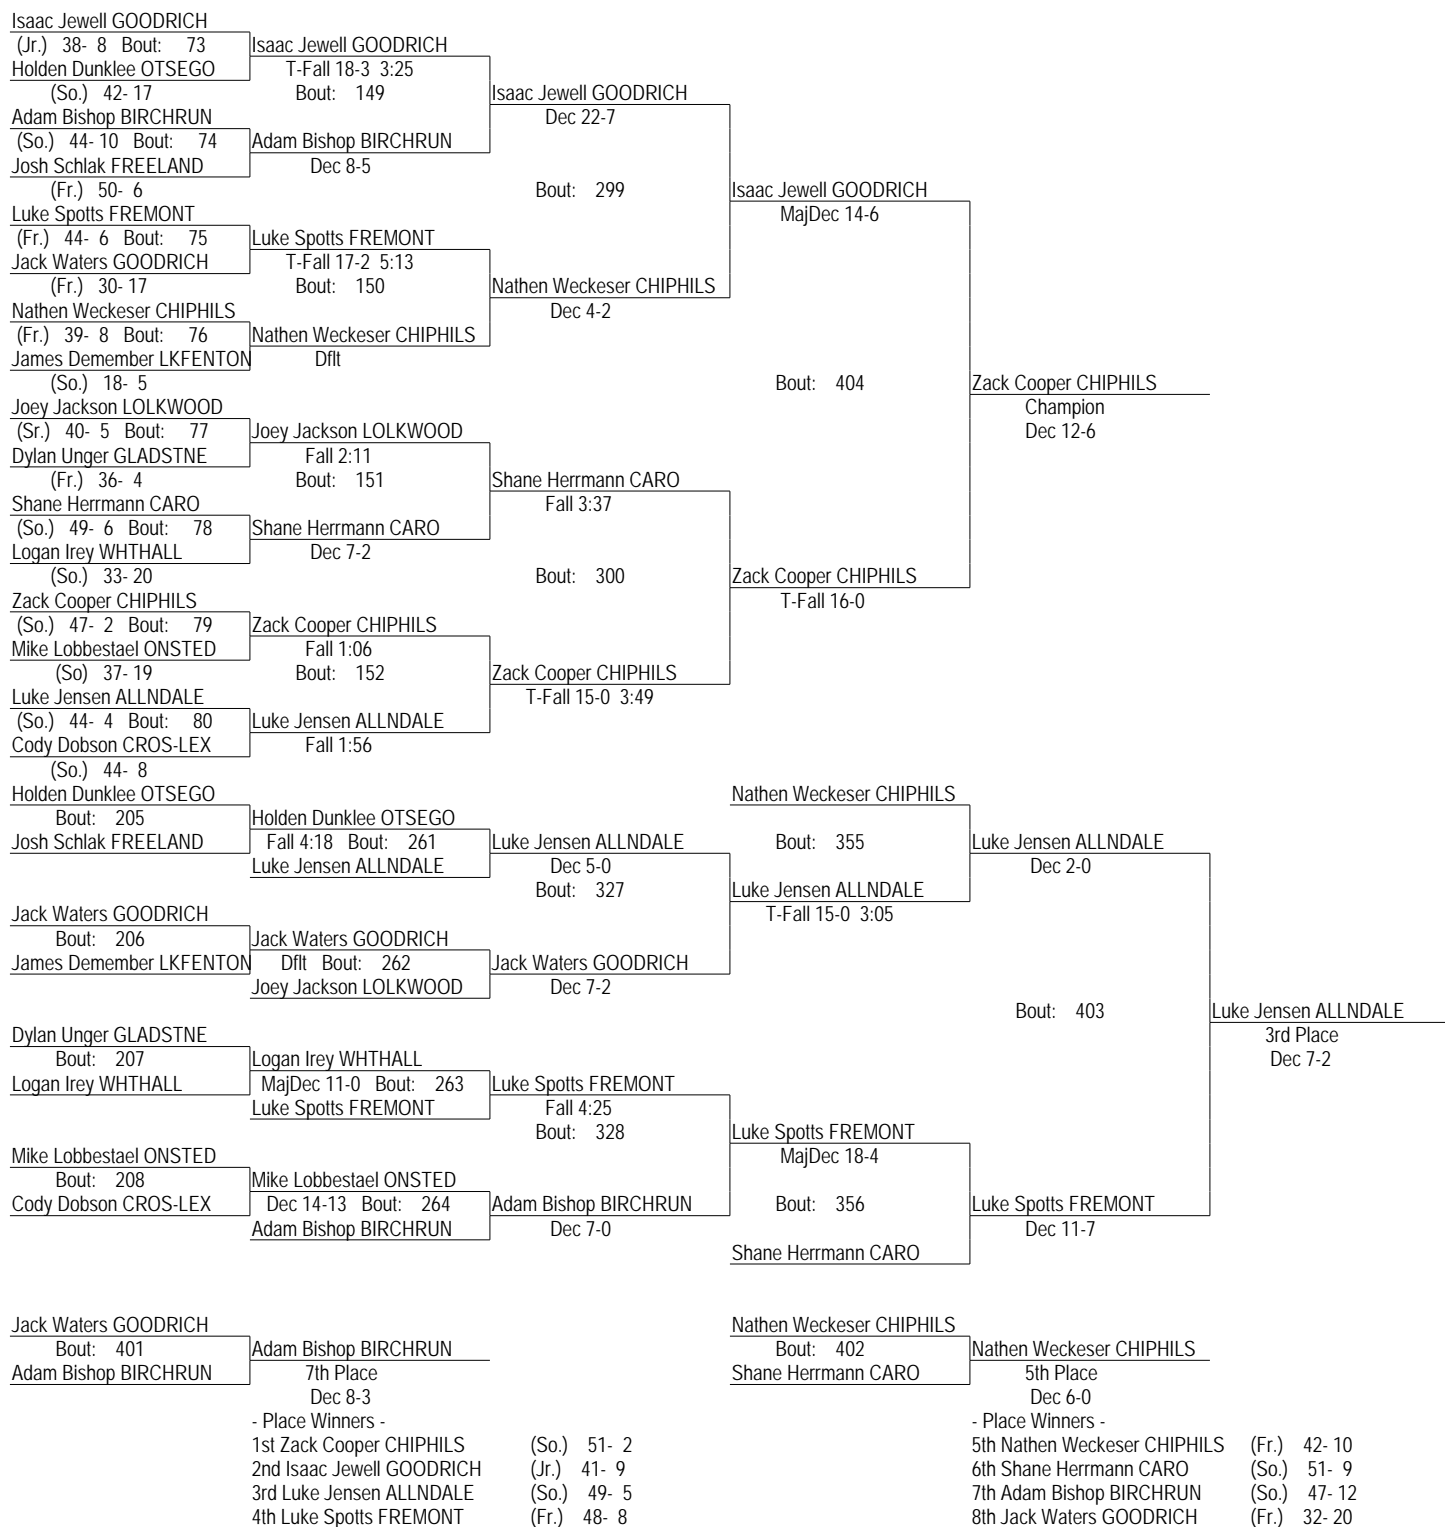 Isaac Jewell GOODRICH
(Jr.) 38- 8 Bout: 73 Isaac Jewell GOODRICH
Holden Dunklee OTSEGO T-Fall 18-3 3:25
(So.) 42- 17 Bout: 149 Isaac Jewell GOODRICH
Adam Bishop BIRCHRUN Dec 22-7
(So.) 44- 10 Bout: 74 Adam Bishop BIRCHRUN
Josh Schlak FREELAND Dec 8-5
(Fr.) 50- 6 Bout: 299 Isaac Jewell GOODRICH
Luke Spotts FREMONT MajDec 14-6
(Fr.) 44- 6 Bout: 75 Luke Spotts FREMONT
Jack Waters GOODRICH T-Fall 17-2 5:13
(Fr.) 30- 17 Bout: 150 Nathen Weckeser CHIPHILS
Nathen Weckeser CHIPHILS Dec 4-2
(Fr.) 39- 8 Bout: 76 Nathen Weckeser CHIPHILS
James Demember LKFENTON Dflt
(So.) 18- 5 Bout: 404 Zack Cooper CHIPHILS
Joey Jackson LOLKWOOD Champion
(Sr.) 40- 5 Bout: 77 Joey Jackson LOLKWOOD Dec 12-6
Dylan Unger GLADSTNE Fall 2:11
(Fr.) 36- 4 Bout: 151 Shane Herrmann CARO
Shane Herrmann CARO Fall 3:37
(So.) 49- 6 Bout: 78 Shane Herrmann CARO
Logan Irey WHTHALL Dec 7-2
(So.) 33- 20 Bout: 300 Zack Cooper CHIPHILS
Zack Cooper CHIPHILS T-Fall 16-0
(So.) 47- 2 Bout: 79 Zack Cooper CHIPHILS
Mike Lobbestael ONSTED Fall 1:06
(So) 37- 19 Bout: 152 Zack Cooper CHIPHILS
Luke Jensen ALLNDALE T-Fall 15-0 3:49
(So.) 44- 4 Bout: 80 Luke Jensen ALLNDALE
Cody Dobson CROS-LEX Fall 1:56
(So.) 44- 8
Holden Dunklee OTSEGO Nathen Weckeser CHIPHILS
Bout: 205 Holden Dunklee OTSEGO
Josh Schlak FREELAND Fall 4:18 Bout: 261 Luke Jensen ALLNDALE Bout: 355 Luke Jensen ALLNDALE
Luke Jensen ALLNDALE Dec 5-0 Dec 2-0
Bout: 327 Luke Jensen ALLNDALE
Jack Waters GOODRICH T-Fall 15-0 3:05
Bout: 206 Jack Waters GOODRICH
James Demember LKFENTON Dflt Bout: 262 Jack Waters GOODRICH
Joey Jackson LOLKWOOD Dec 7-2
Bout: 403 Luke Jensen ALLNDALE
Dylan Unger GLADSTNE 3rd Place
Bout: 207 Logan Irey WHTHALL Dec 7-2
Logan Irey WHTHALL MajDec 11-0 Bout: 263 Luke Spotts FREMONT
Luke Spotts FREMONT Fall 4:25
Bout: 328 Luke Spotts FREMONT
Mike Lobbestael ONSTED MajDec 18-4
Bout: 208 Mike Lobbestael ONSTED
Cody Dobson CROS-LEX Dec 14-13 Bout: 264 Adam Bishop BIRCHRUN Bout: 356 Luke Spotts FREMONT
Adam Bishop BIRCHRUN Dec 7-0 Dec 11-7
Shane Herrmann CARO
Jack Waters GOODRICH Nathen Weckeser CHIPHILS
Bout: 401 Adam Bishop BIRCHRUN Bout: 402 Nathen Weckeser CHIPHILS
Adam Bishop BIRCHRUN 7th Place Shane Herrmann CARO 5th Place
Dec 8-3 Dec 6-0
- Place Winners - - Place Winners -
1st Zack Cooper CHIPHILS (So.) 51- 2 5th Nathen Weckeser CHIPHILS (Fr.) 42- 10
2nd Isaac Jewell GOODRICH (Jr.) 41- 9 6th Shane Herrmann CARO (So.) 51- 9
3rd Luke Jensen ALLNDALE (So.) 49- 5 7th Adam Bishop BIRCHRUN (So.) 47- 12
4th Luke Spotts FREMONT (Fr.) 48- 8 8th Jack Waters GOODRICH (Fr.) 32- 20